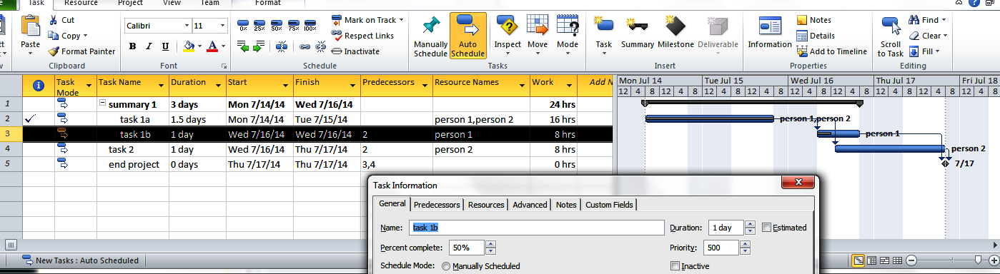 Task Resource Project View Team Format
Paste
Cut
Copy
Format Painter
Clipboard
Calibri 11
B I U A
Font
0% 25% 50% 75% 100%
Mark on Track
Respect Links
Inactivate
Schedule
Manually Schedule
Auto Schedule
Inspect Move Mode
Tasks
Task Summary Milestone Deliverable
Insert
Information
Notes
Details
Add to Timeline
Properties
Scroll to Task
Find
Clear
Fill
Editing
Task Mode Task Name Duration Start Finish Predecessors Resource Names Work Add N
Mon Jul 14 Tue Jul 15 Wed Jul 16 Thu Jul 17 Fri Jul 18
12 4 8 12 4 8 12 4 8 12 4 8 12 4 8 12 4 8 12 4 8 12 4 8 12 4 8
1 summary 1 3 days Mon 7/14/14 Wed 7/16/14 24 hrs
2 task 1a 1.5 days Mon 7/14/14 Tue 7/15/14 person 1,person 2 16 hrs person 1,person 2
3 task 1b 1 day Wed 7/16/14 Wed 7/16/14 2 person 1 8 hrs person 1
4 task 2 1 day Wed 7/16/14 Thu 7/17/14 2 person 2 8 hrs person 2
5 end project 0 days Thu 7/17/14 Thu 7/17/14 3,4 0 hrs 7/17
Task Information
General Predecessors Resources Advanced Notes Custom Fields
Name: task 1b Duration: 1 day Estimated
Percent complete: 50% Priority: 500
Schedule Mode: Manually Scheduled Inactive
New Tasks : Auto Scheduled